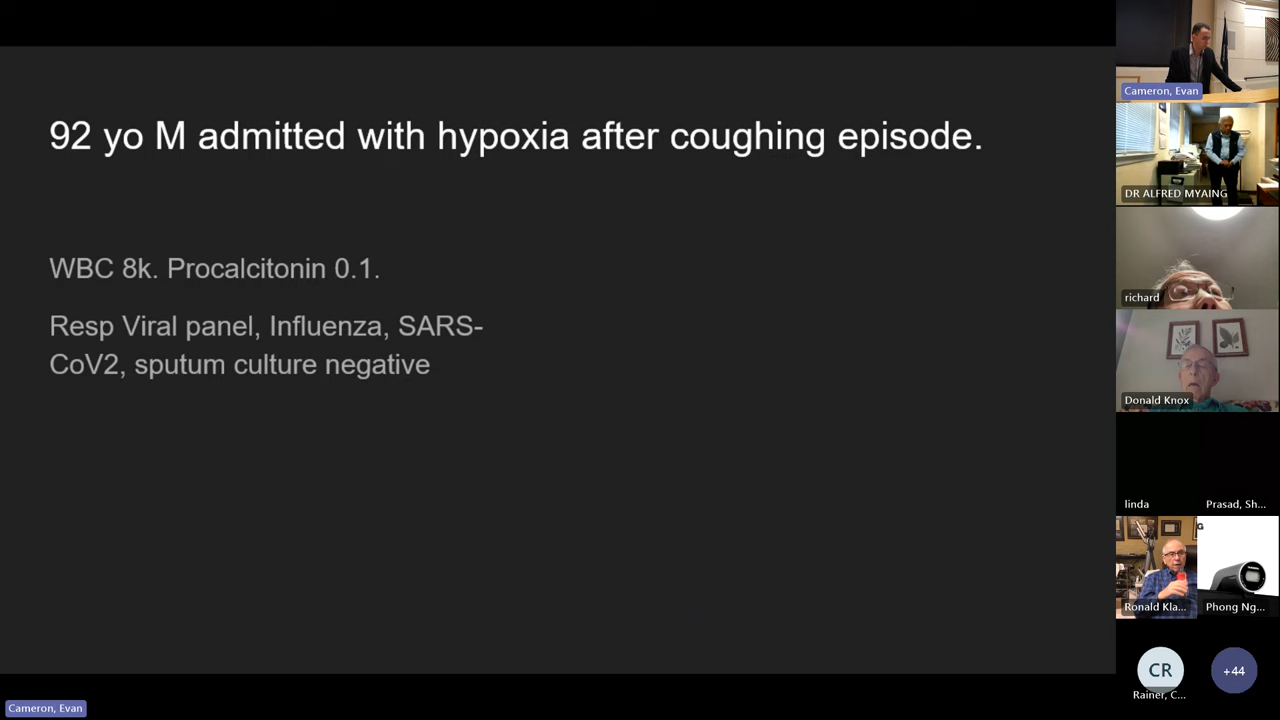 92 yo M admitted with hypoxia after coughing episode.
WBC 8k. Procalcitonin 0.1.
Resp Viral panel, Influenza, SARS-
CoV2, sputum culture negative
Cameron, Evan
DR ALFRED MYAING
richard
Donald Knox
linda
Prasad, Sh...
G
Ronald Kla...
Phong Ng...
CR
Rainer, C...
+44
Cameron, Evan